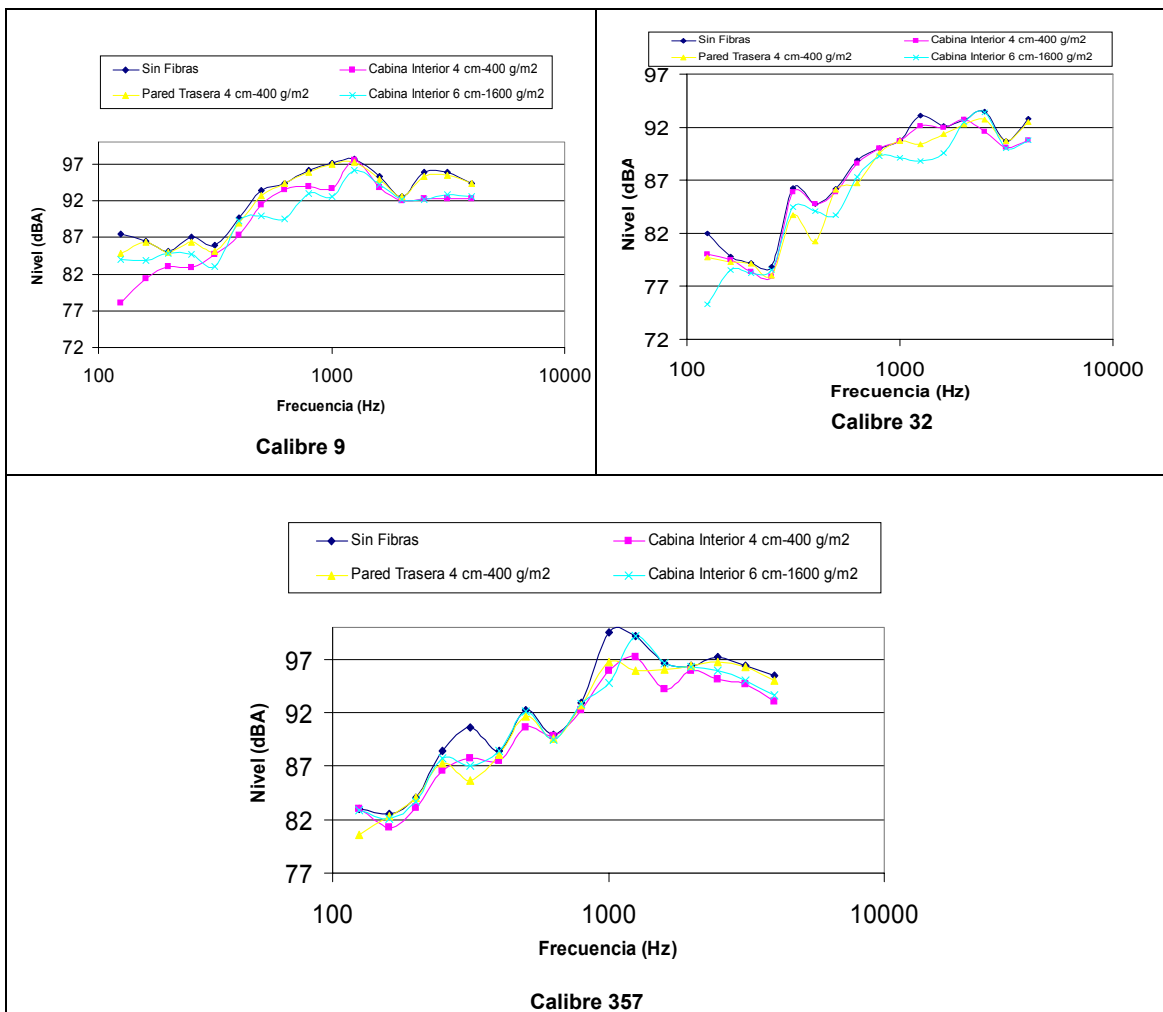 Sin Fibras
Cabina Interior 4 cm-400 g/m2
Pared Trasera 4 cm-400 g/m2
Cabina Interior 6 cm-1600 g/m2
97
92
87
82
77
72
Nivel (dBA)
100
1000
10000
Frecuencia (Hz)
Calibre 9
Sin Fibras
Cabina Interior 4 cm-400 g/m2
Pared Trasera 4 cm-400 g/m2
Cabina Interior 6 cm-1600 g/m2
97
92
87
82
77
72
Nivel (dBA
100
1000
10000
Frecuencia (Hz)
Calibre 32
Sin Fibras
Cabina Interior 4 cm-400 g/m2
Pared Trasera 4 cm-400 g/m2
Cabina Interior 6 cm-1600 g/m2
97
92
87
82
77
Nivel (dBA)
100
1000
10000
Frecuencia (Hz)
Calibre 357